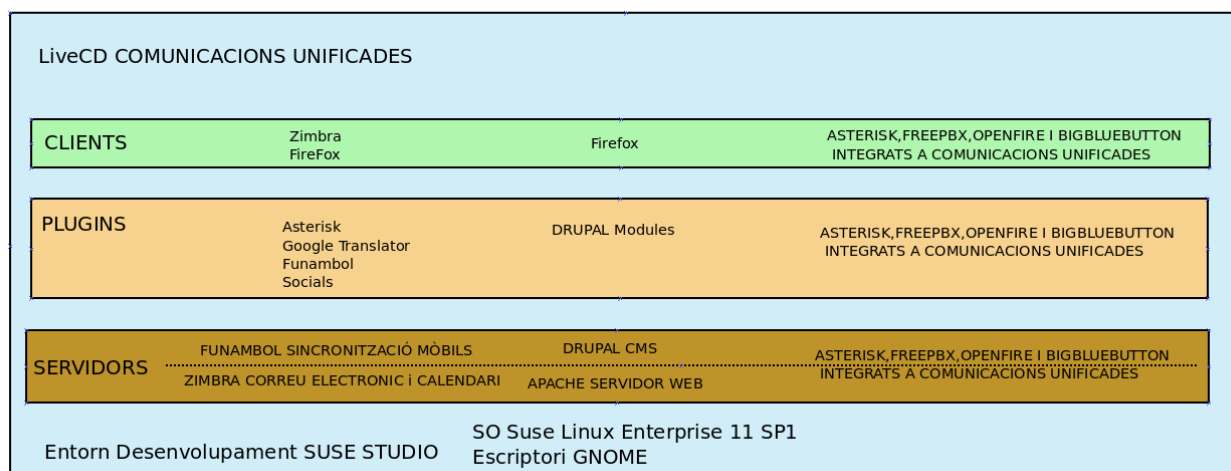 LiveCD COMUNICACIONS UNIFICADES
CLIENTS
Zimbra
FireFox
Firefox
ASTERISK,FREEPBX,OPENFIRE I BIGBLUEBUTTON
INTEGRATS A COMUNICACIONS UNIFICADES
PLUGINS
Asterisk
Google Translator
Funambol
Socials
DRUPAL Modules
ASTERISK,FREEPBX,OPENFIRE I BIGBLUEBUTTON
INTEGRATS A COMUNICACIONS UNIFICADES
SERVIDORS
FUNAMBOL SINCRONITZACIÓ MÒBILS
ZIMBRA CORREU ELECTRONIC i CALENDARI
DRUPAL CMS
APACHE SERVIDOR WEB
ASTERISK,FREEPBX,OPENFIRE I BIGBLUEBUTTON
INTEGRATS A COMUNICACIONS UNIFICADES
Entorn Desenvolupament SUSE STUDIO
SO Suse Linux Enterprise 11 SP1
Escriptori GNOME